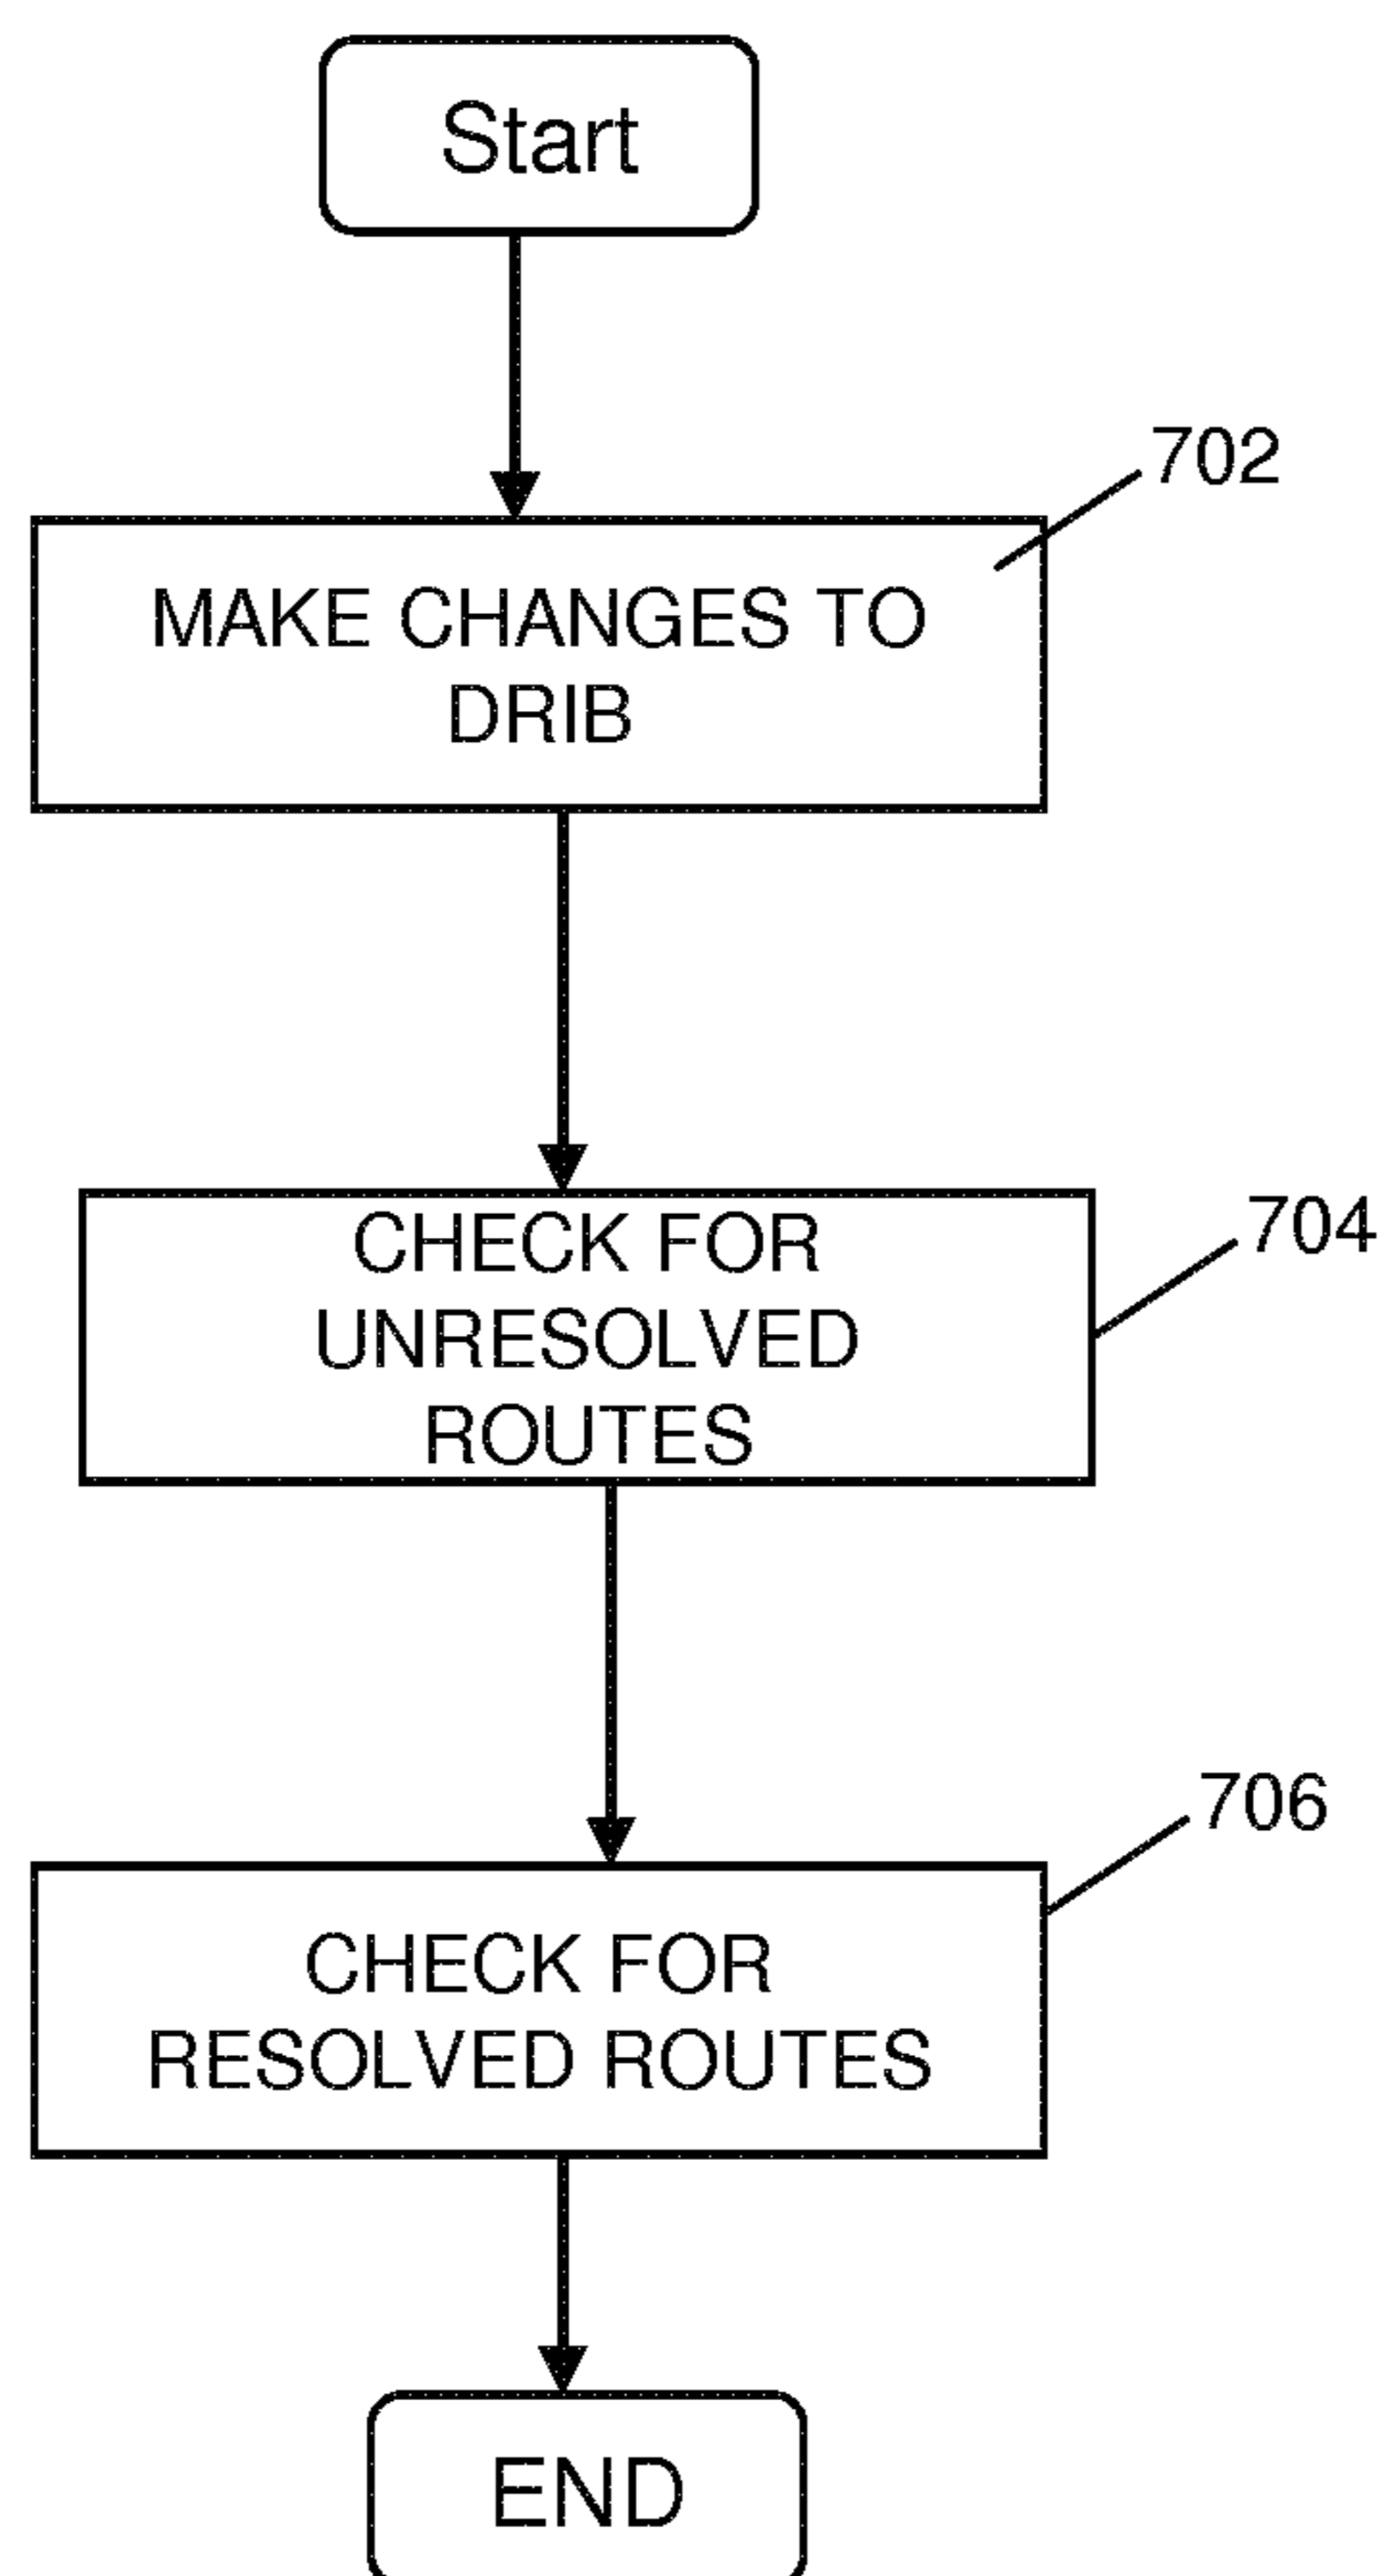 Start
702
MAKE CHANGES TO
DRIB
704
CHECK FOR
UNRESOLVED
ROUTES
706
CHECK FOR
RESOLVED ROUTES
END